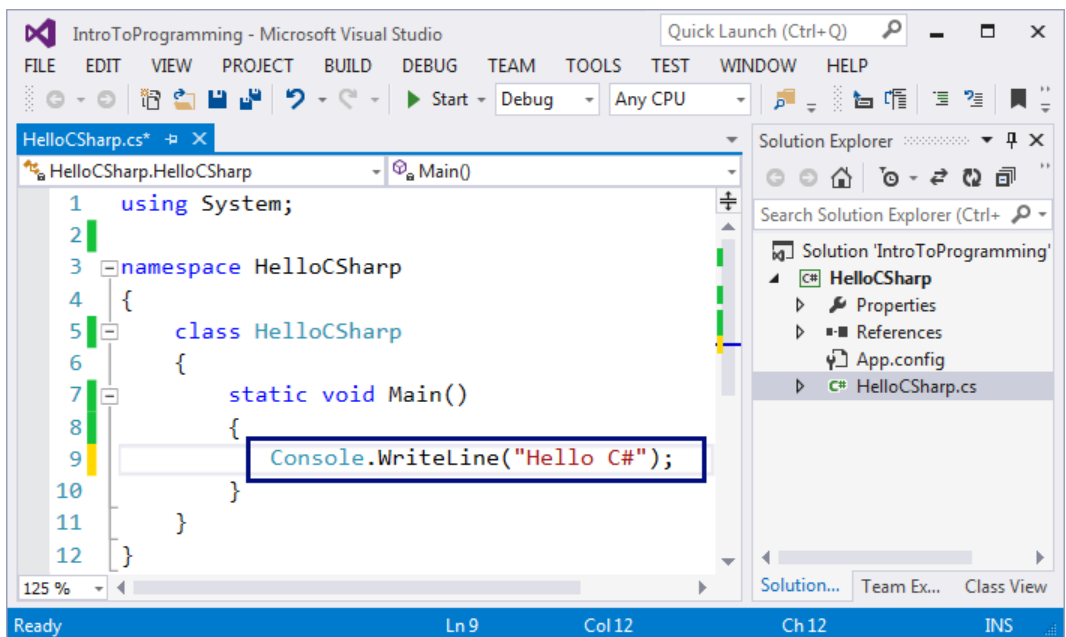 IntroToProgramming - Microsoft Visual Studio
Quick Launch (Ctrl+Q)
FILE EDIT VIEW PROJECT BUILD DEBUG TEAM TOOLS TEST WINDOW HELP
Start Debug Any CPU
HelloCSharp.cs*
HelloCSharp.HelloCSharp Main()
1 using System;
2
3 namespace HelloCSharp
4 {
5 class HelloCSharp
6 {
7 static void Main()
8 {
9 Console.WriteLine("Hello C#");
10 }
11 }
12 }
125 %
Solution Explorer
Search Solution Explorer (Ctrl+
Solution 'IntroToProgramming'
C# HelloCSharp
Properties
References
App.config
C# HelloCSharp.cs
Solution... Team Ex... Class View
Ready Ln 9 Col 12 Ch 12 INS